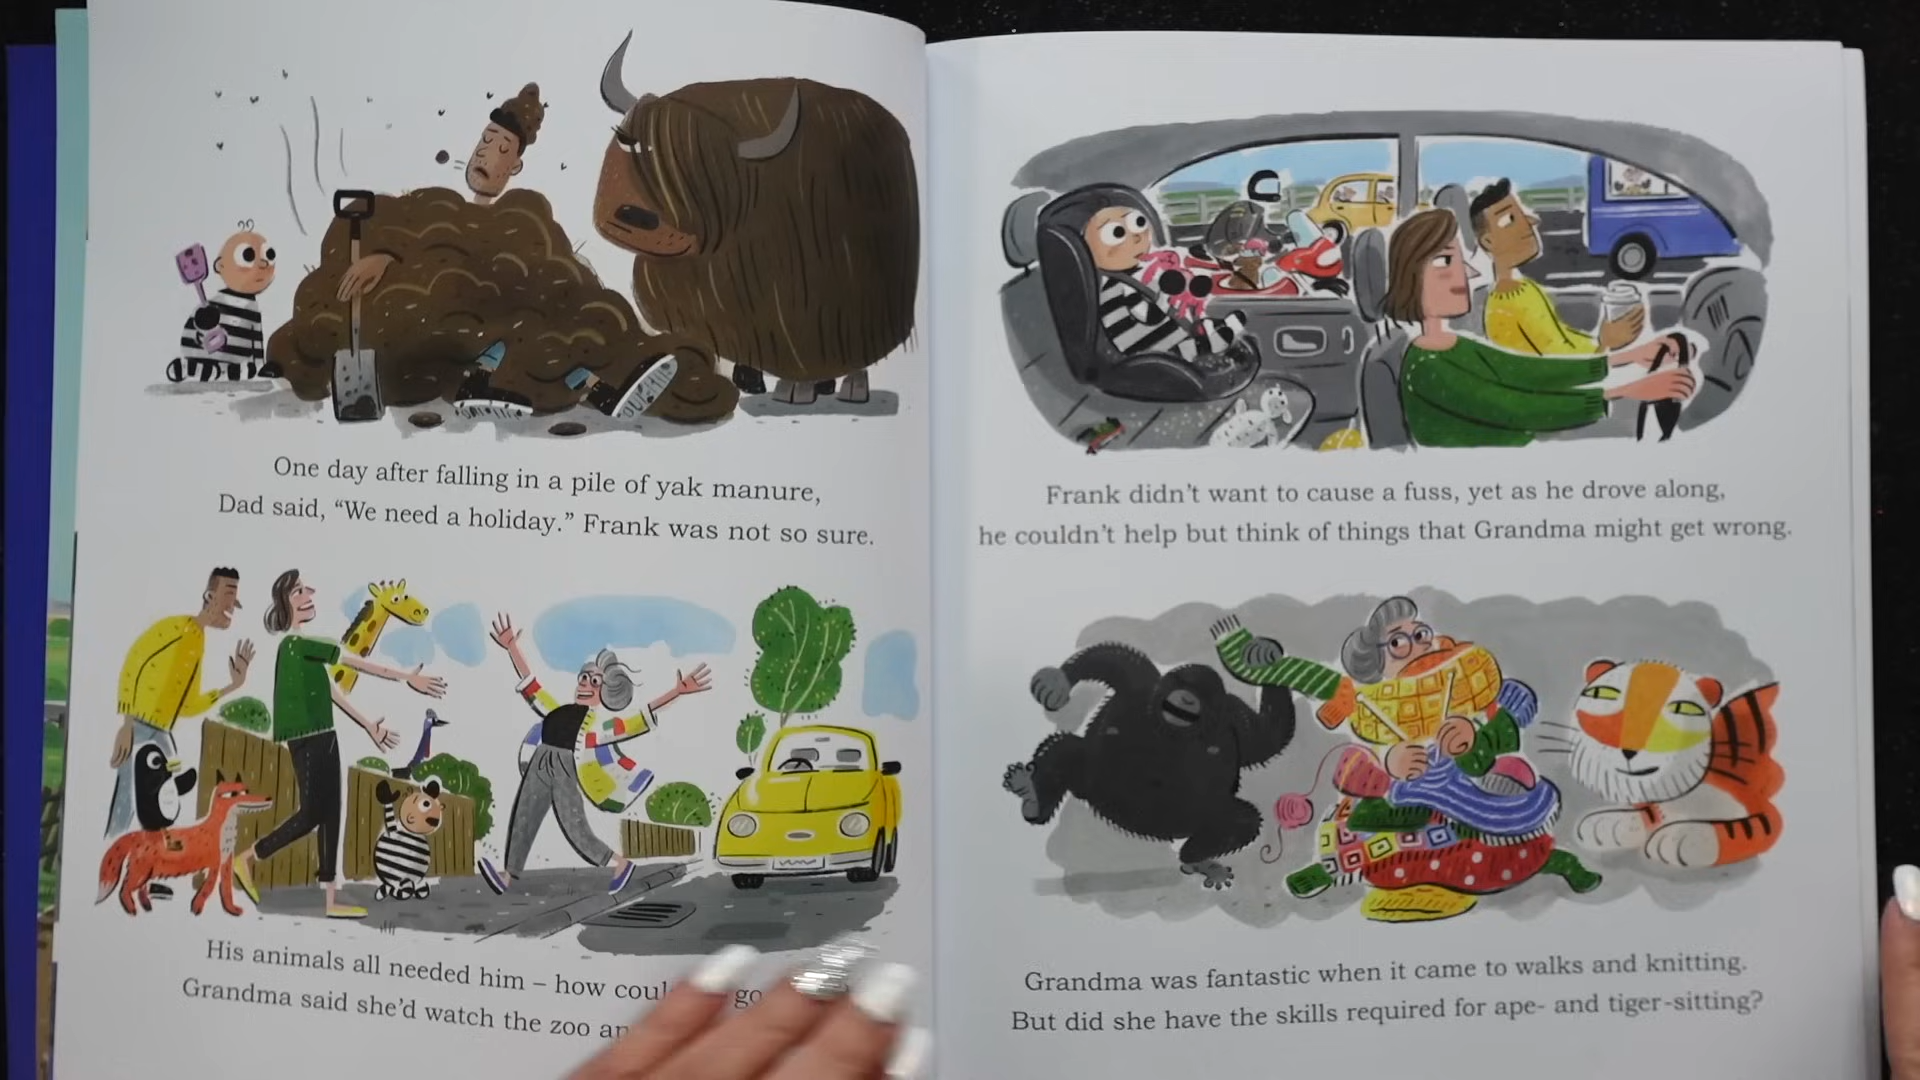 One day after falling in a pile of yak manure,
Dad said, “We need a holiday.” Frank was not so sure.
His animals all needed him – how go
Grandma said she’d watch the zoo
Frank didn’t want to cause a fuss, yet as he drove along,
he couldn’t help but think of things that Grandma might get wrong.
Grandma was fantastic when it came to walks and knitting.
But did she have the skills required for ape- and tiger-sitting?